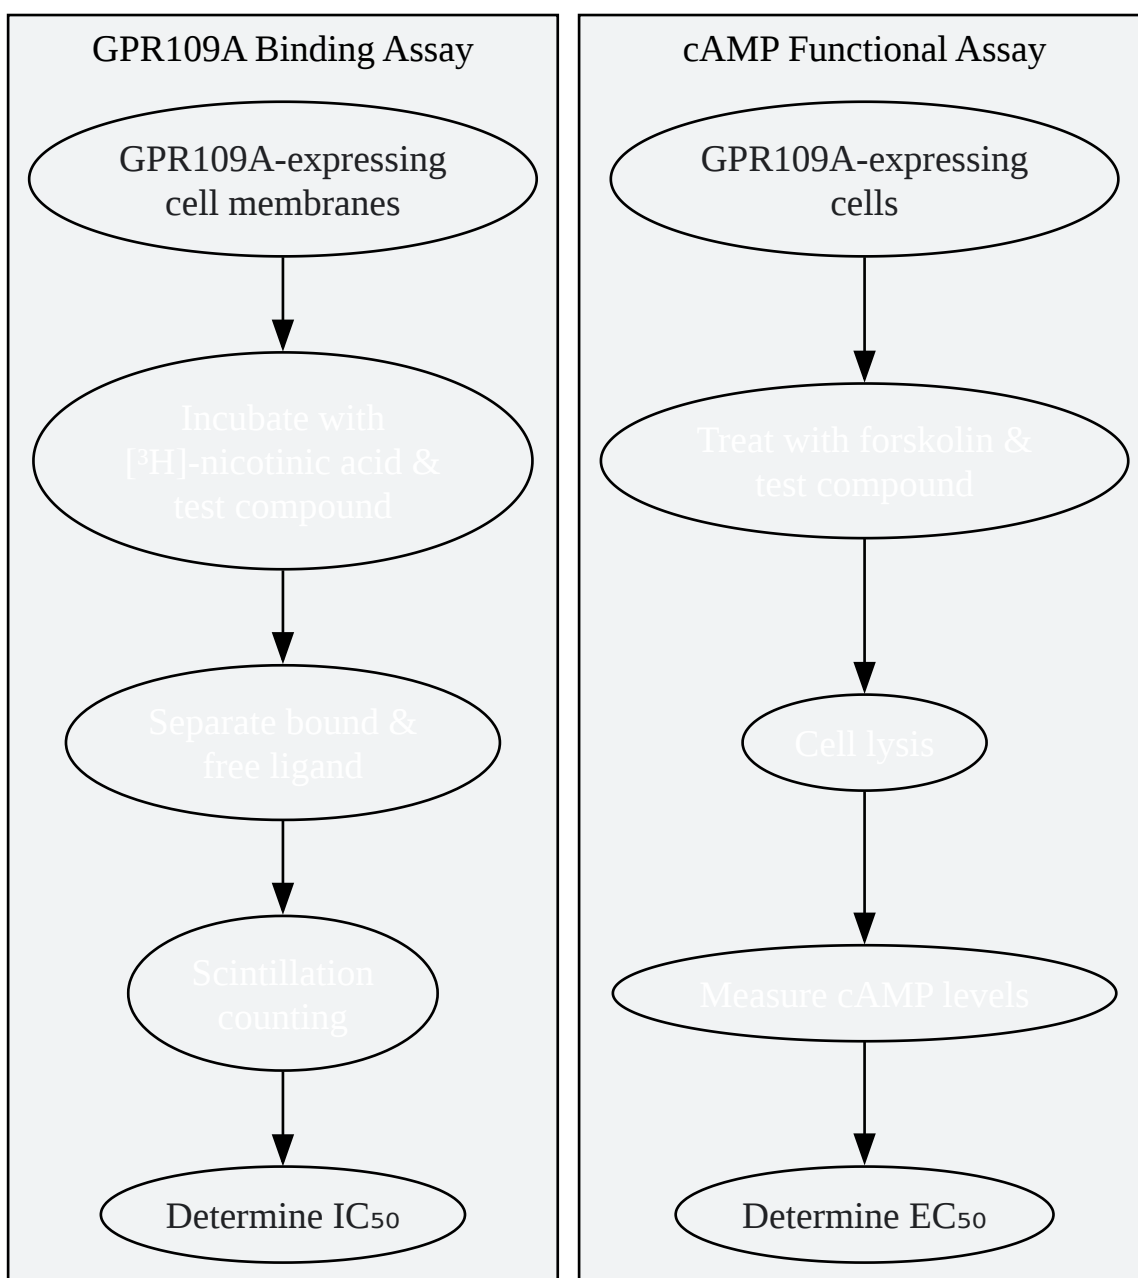 GPR109A Binding Assay
GPR109A-expressing
cell membranes
Incubate with
[³H]-nicotinic acid &
test compound
Separate bound &
free ligand
Scintillation
counting
Determine IC₅₀
cAMP Functional Assay
GPR109A-expressing
cells
Treat with forskolin &
test compound
Cell lysis
Measure cAMP levels
Determine EC₅₀